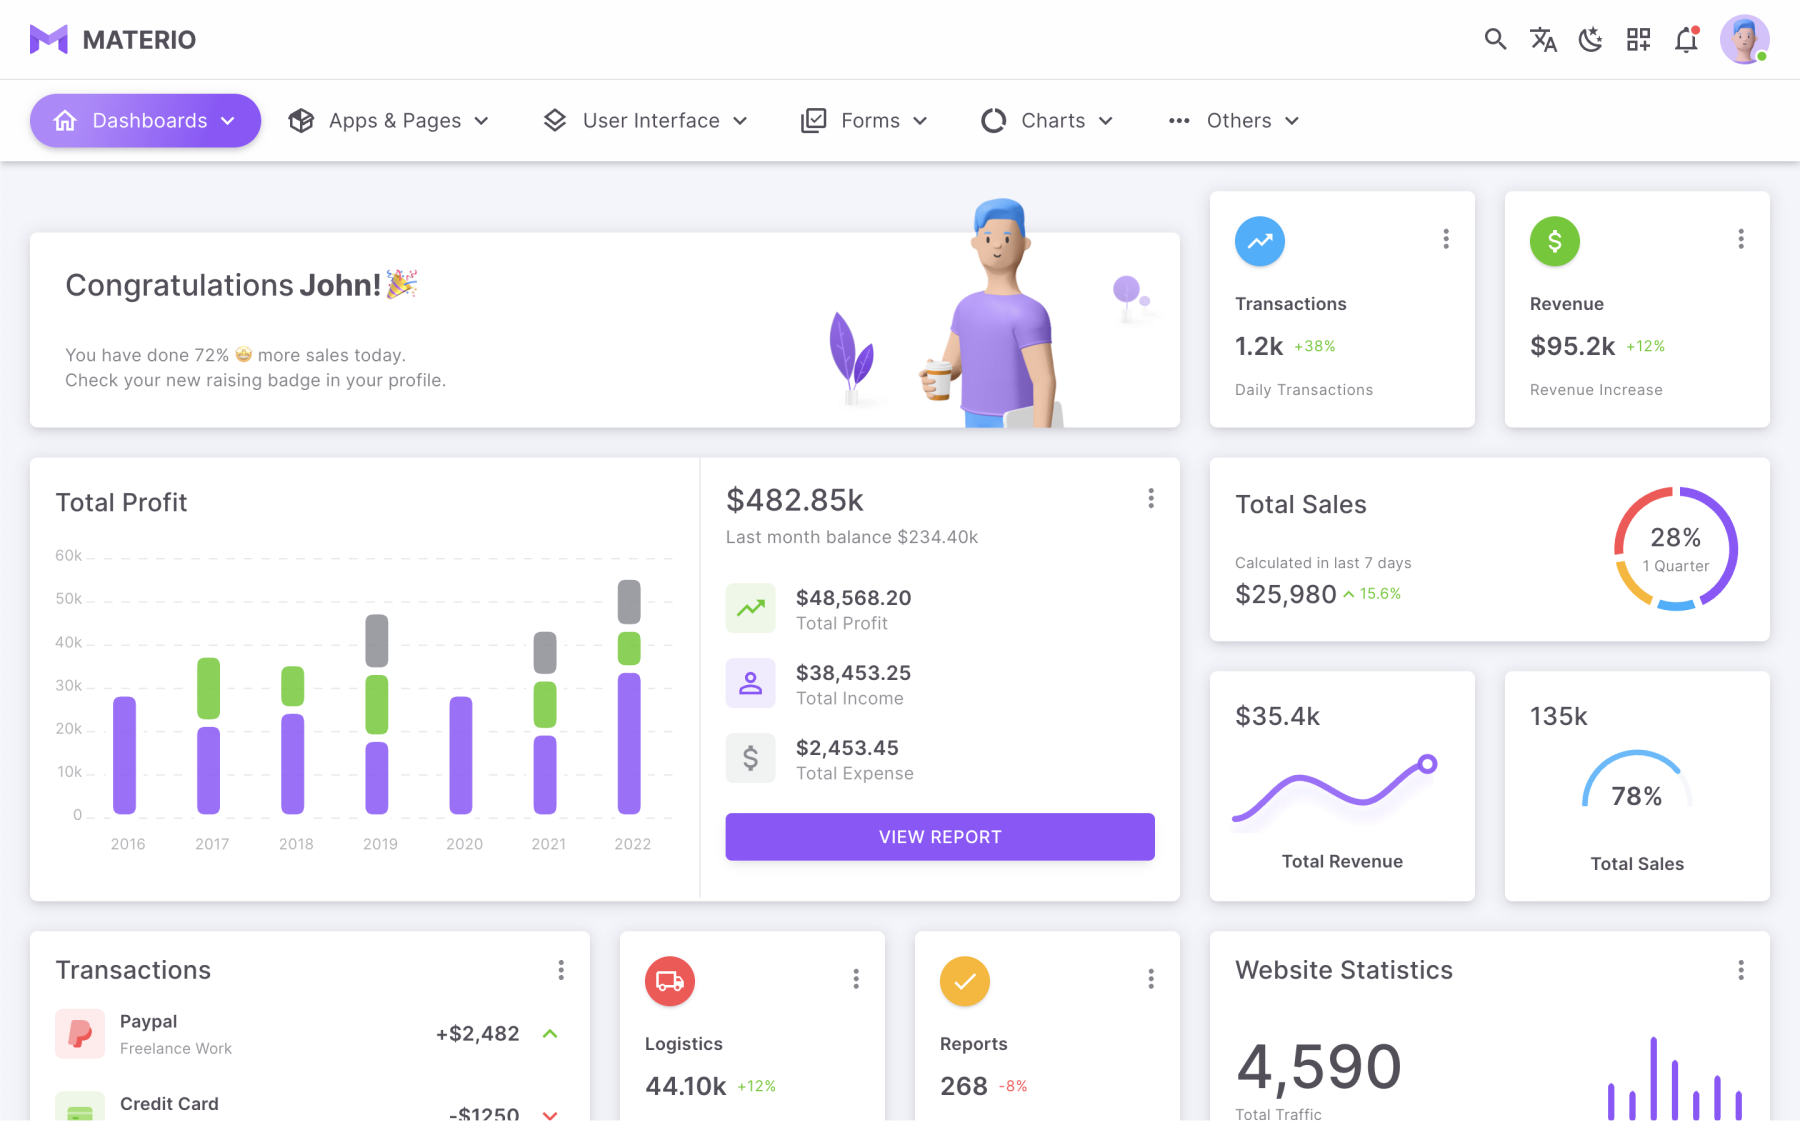 MATERIO
Dashboards
Apps & Pages
User Interface
Forms
Charts
Others
Congratulations John!🎉
You have done 72% 🤩 more sales today.
Check your new raising badge in your profile.
Transactions
1.2k +38%
Daily Transactions
Revenue
$95.2k +12%
Revenue Increase
Total Profit
60k
50k
40k
30k
20k
10k
0
2016 2017 2018 2019 2020 2021 2022
$482.85k
Last month balance $234.40k
$48,568.20
Total Profit
$38,453.25
Total Income
$2,453.45
Total Expense
VIEW REPORT
Total Sales
Calculated in last 7 days
$25,980 15.6%
28%
1 Quarter
$35.4k
Total Revenue
135k
78%
Total Sales
Transactions
Paypal
Freelance Work
+$2,482
Credit Card
-$1250
Logistics
44.10k +12%
Reports
268 -8%
Website Statistics
4,590
Total Traffic